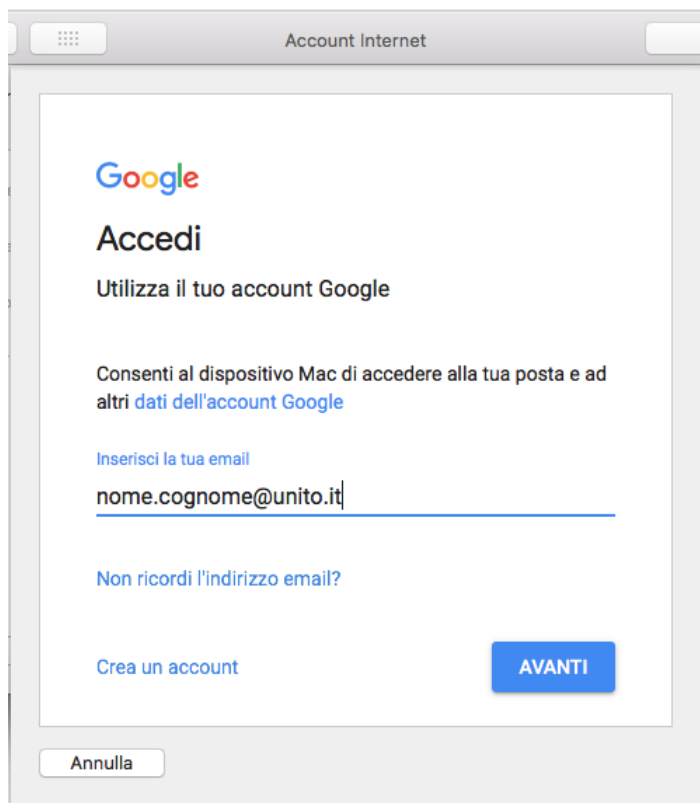 Account Internet
Google
Accedi
Utilizza il tuo account Google
Consenti al dispositivo Mac di accedere alla tua posta e ad
altri dati dell'account Google
Inserisci la tua email
nome.cognome@unito.it
Non ricordi l'indirizzo email?
Crea un account
AVANTI
Annulla